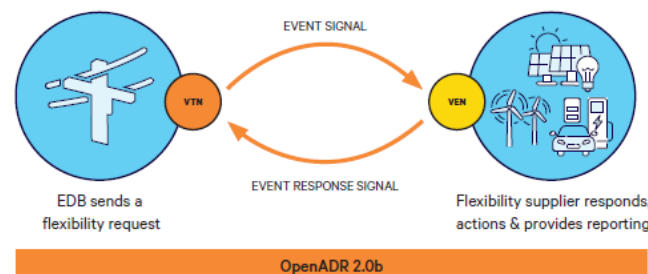 EVENT SIGNAL
VTN
VEN
EVENT RESPONSE SIGNAL
EDB sends a
flexibility request
Flexibility supplier responds,
actions & provides reporting
OpenADR 2.0b